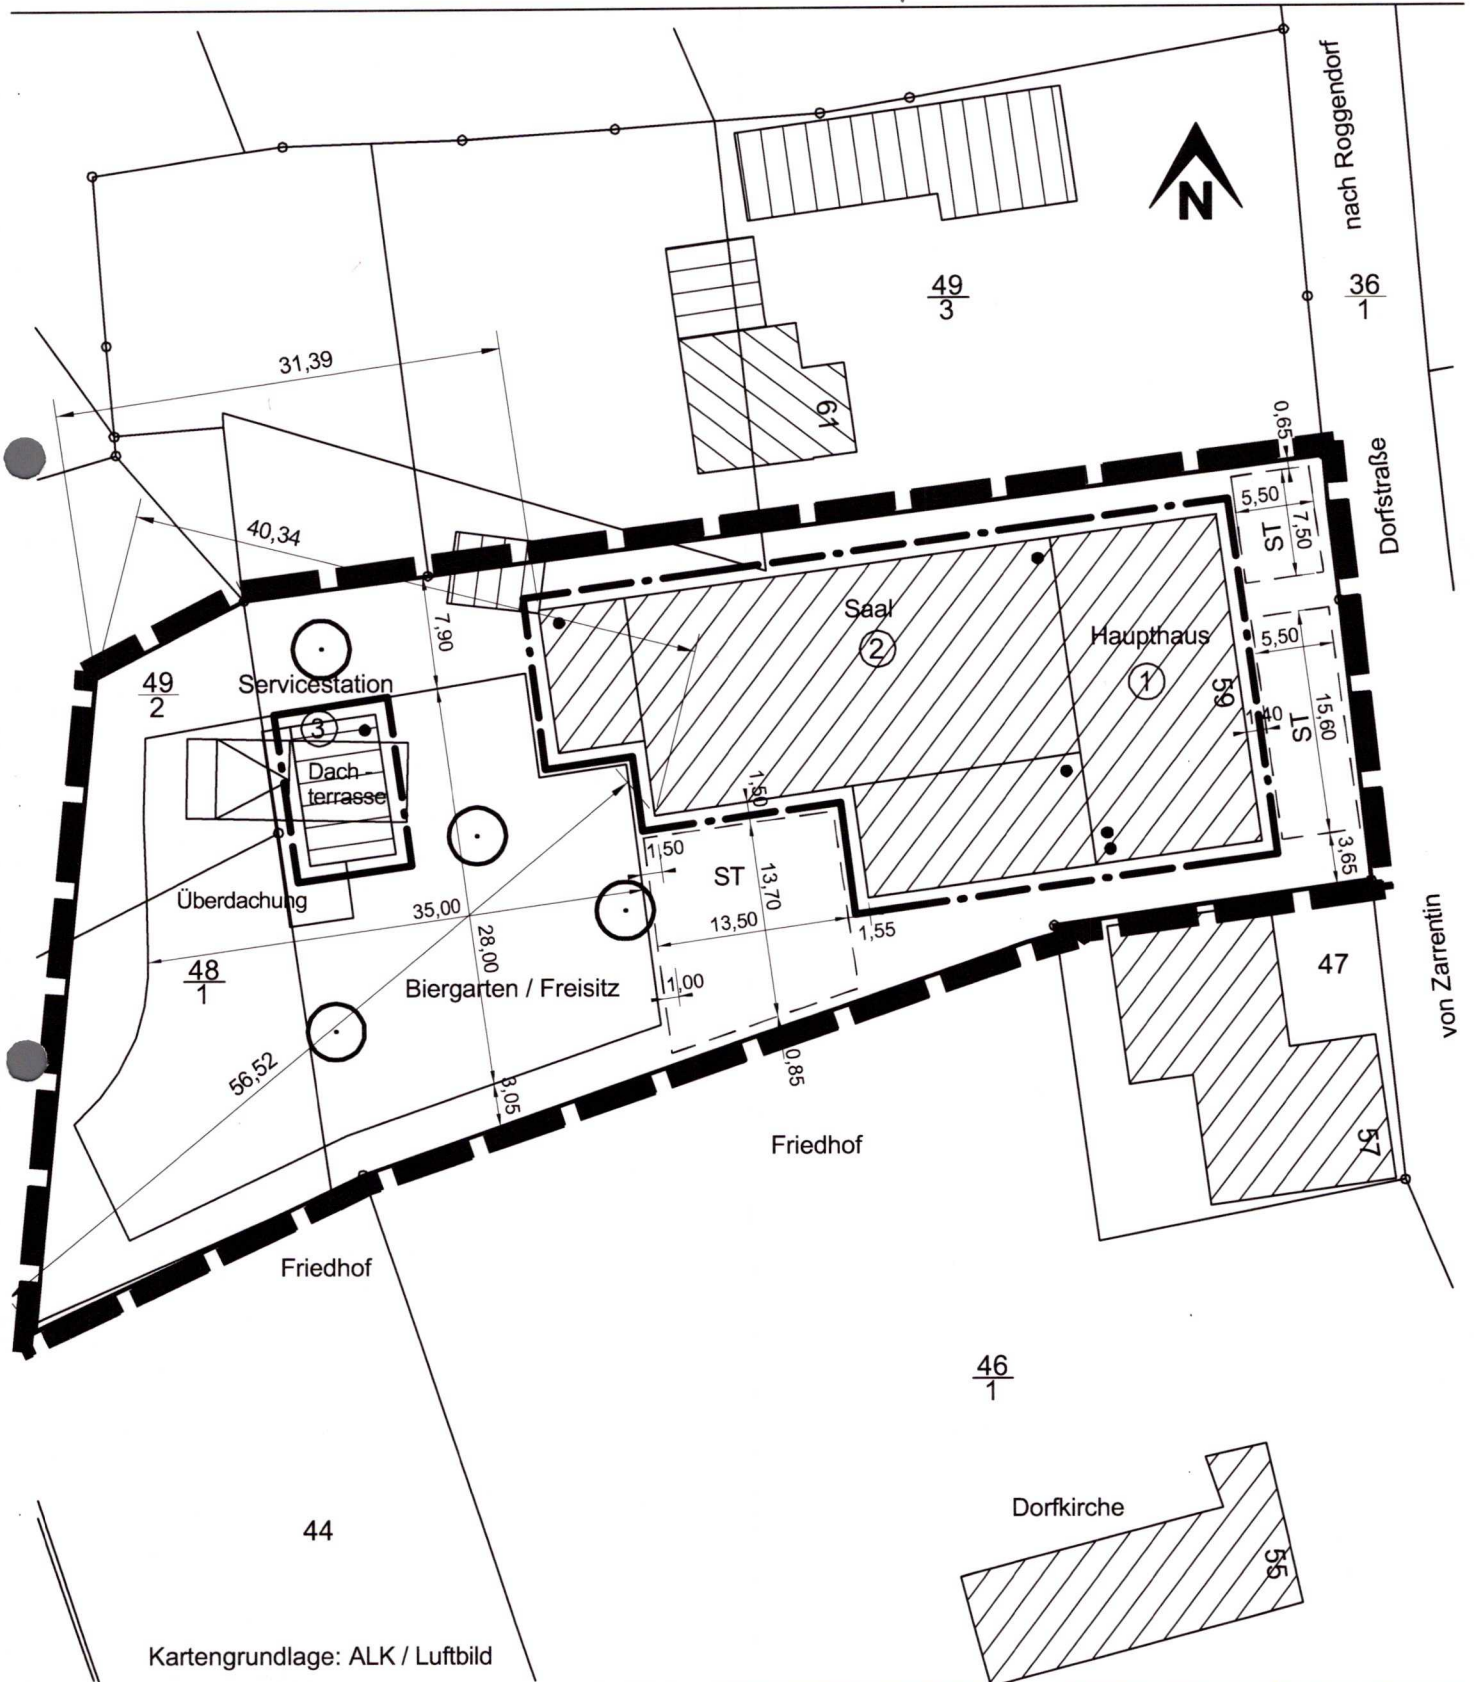 nach Roggendorf
N
49
3
36
1
31,39
61
0,65
5,50
7,50
ST
Dorfstraße
40,34
7,90
Saal
2
Haupthaus
1
59
5,50
15,60
ST
1,40
49
2
Servicestation
3
Dach -
terrasse
1,50
1,50
ST
13,70
13,50
1,55
3,65
Überdachung
35,00
28,00
48
1
Biergarten / Freisitz
1,00
47
von Zarrentin
56,52
3,05
0,85
Friedhof
57
Friedhof
46
1
Dorfkirche
55
44
Kartengrundlage: ALK / Luftbild